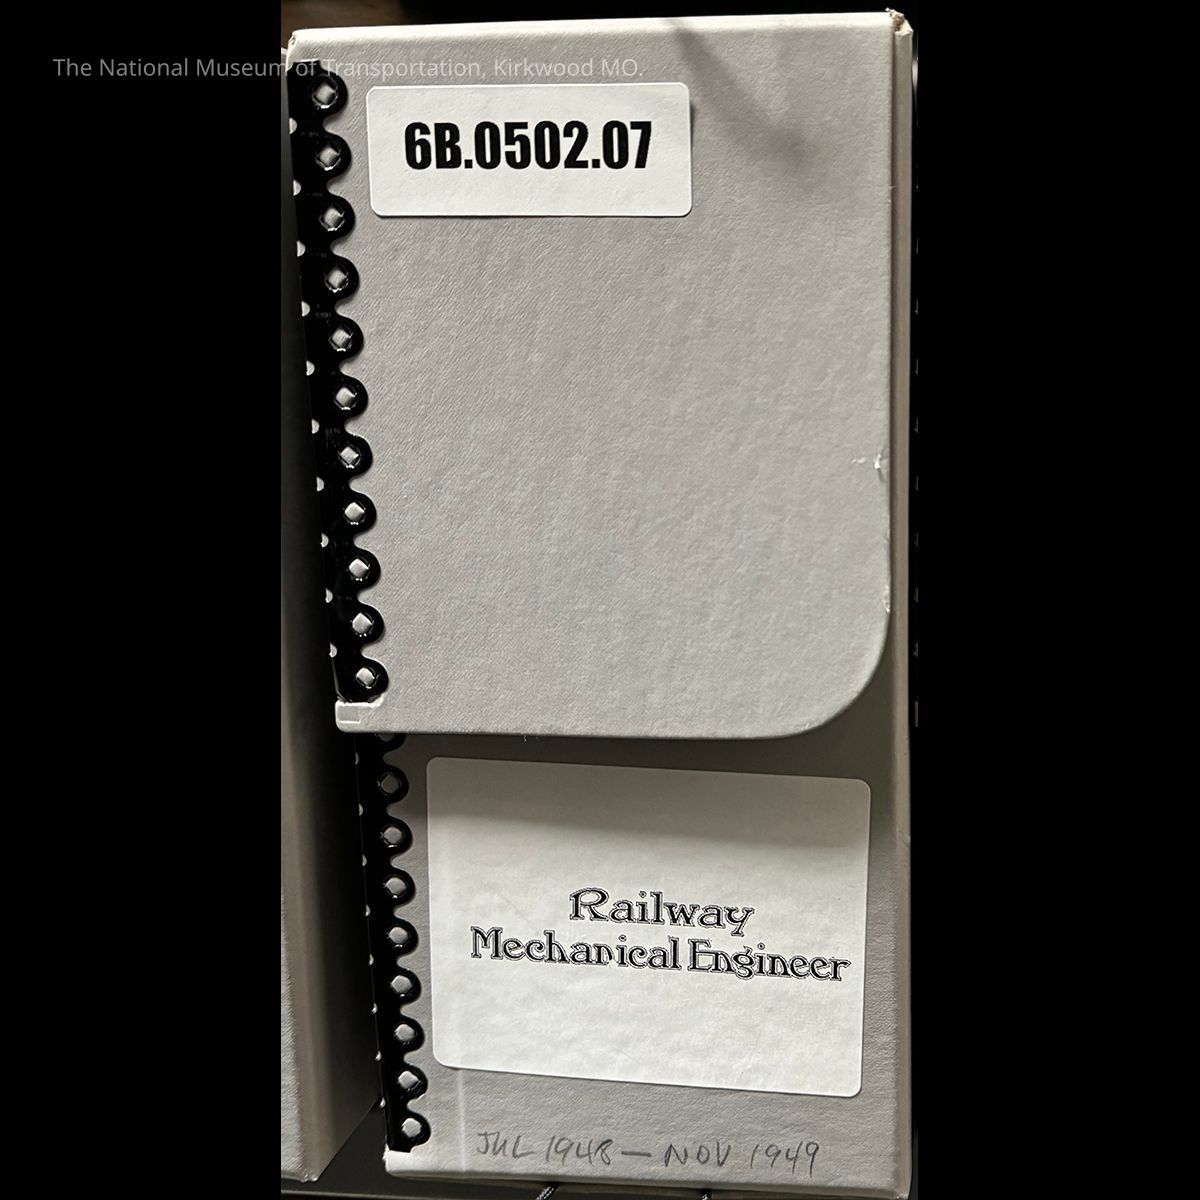 The National Museum of Transportation, Kirkwood MO.
6B.0502.07
Railway
Mechanical Engineer
JUL 1948 — NOV 1949